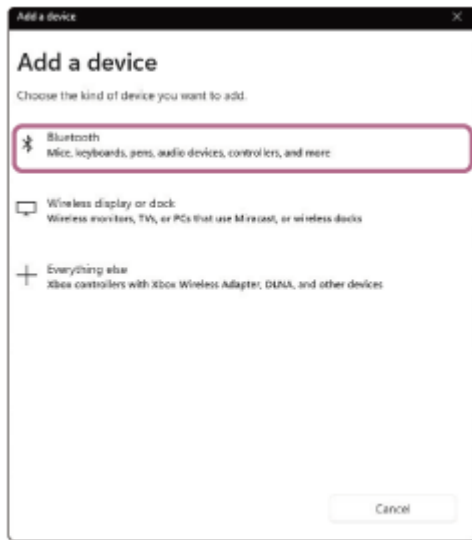 Add a device
Add a device
Choose the kind of device you want to add.
Bluetooth
Mice, keyboards, pens, audio devices, controllers, and more
Wireless display or dock
Wireless monitors, TVs, or PCs that use Miracast, or wireless docks
Everything else
Xbox controllers with Xbox Wireless Adapter, DLNA, and other devices
Cancel